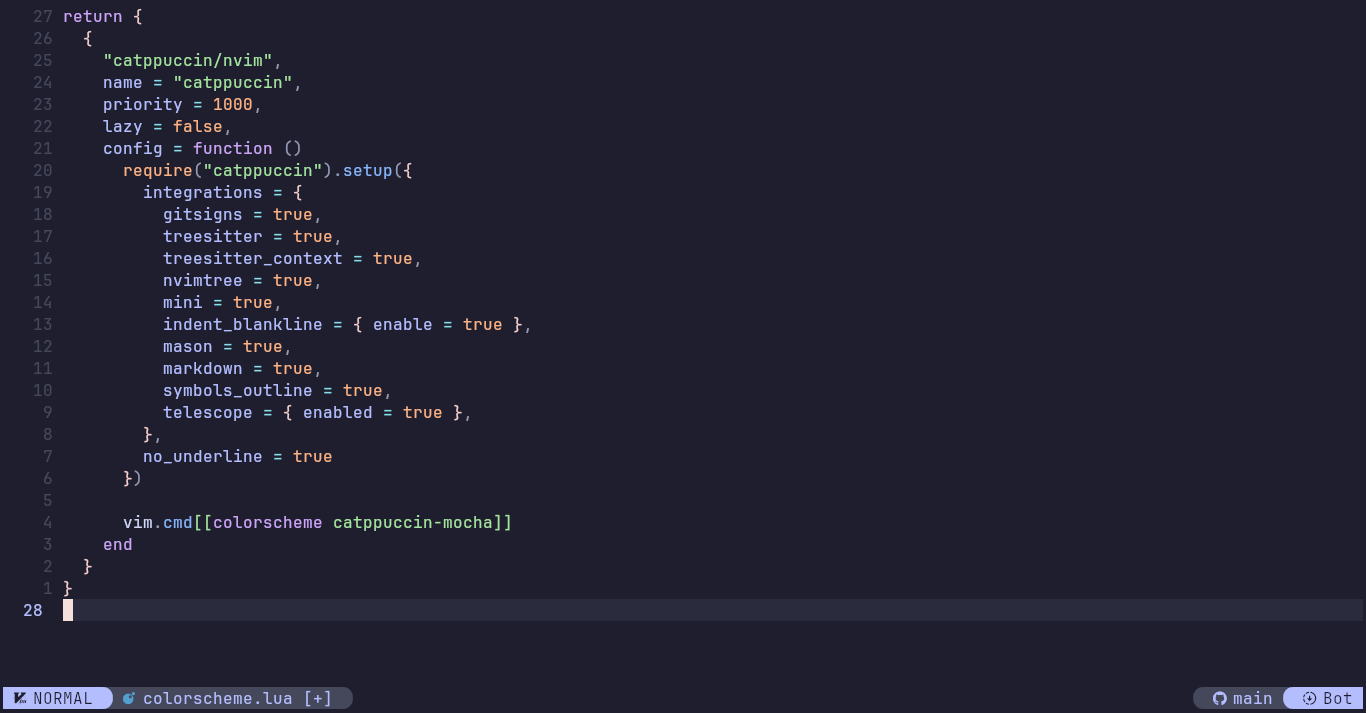 27 return {
26   {
25     "catppuccin/nvim",
24     name = "catppuccin",
23     priority = 1000,
22     lazy = false,
21     config = function ()
20       require("catppuccin").setup({
19         integrations = {
18           gitsigns = true,
17           treesitter = true,
16           treesitter_context = true,
15           nvimtree = true,
14           mini = true,
13           indent_blankline = { enable = true },
12           mason = true,
11           markdown = true,
10           symbols_outline = true,
 9           telescope = { enabled = true },
 8         },
 7         no_underline = true
 6       })
 5
 4       vim.cmd[[colorscheme catppuccin-mocha]]
 3     end
 2   }
 1 }
28
NORMAL colorscheme.lua [+] main Bot